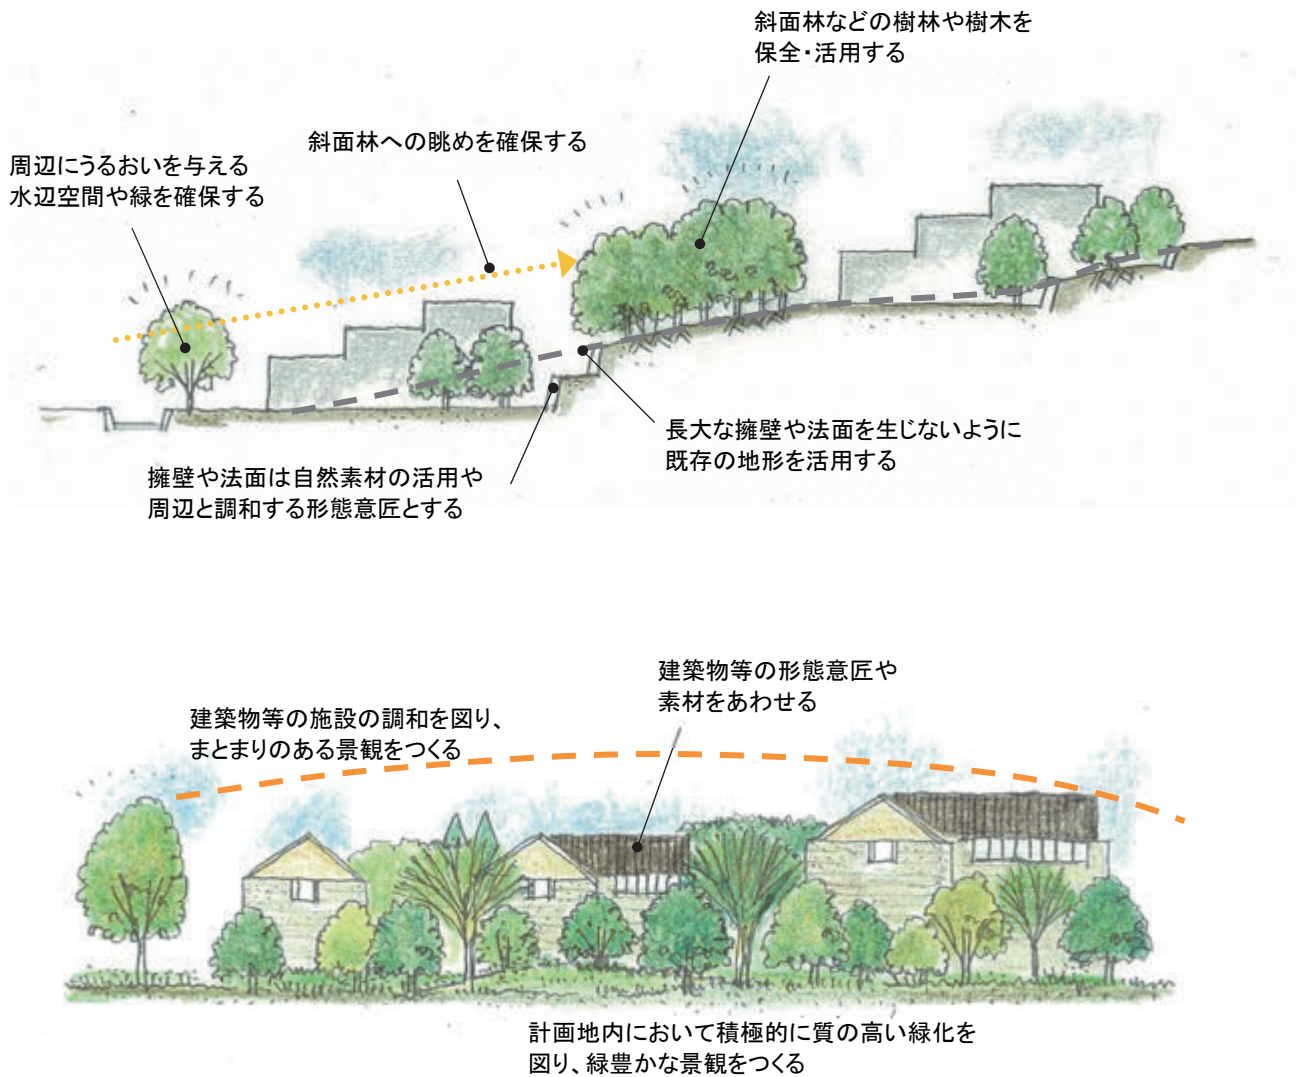 斜面林などの樹林や樹木を
保全・活用する
斜面林への眺めを確保する
周辺にうるおいを与える
水辺空間や緑を確保する
長大な擁壁や法面を生じないように
既存の地形を活用する
擁壁や法面は自然素材の活用や
周辺と調和する形態意匠とする
建築物等の形態意匠や
素材をあわせる
建築物等の施設の調和を図り、
まとまりのある景観をつくる
計画地内において積極的に質の高い緑化を
図り、緑豊かな景観をつくる